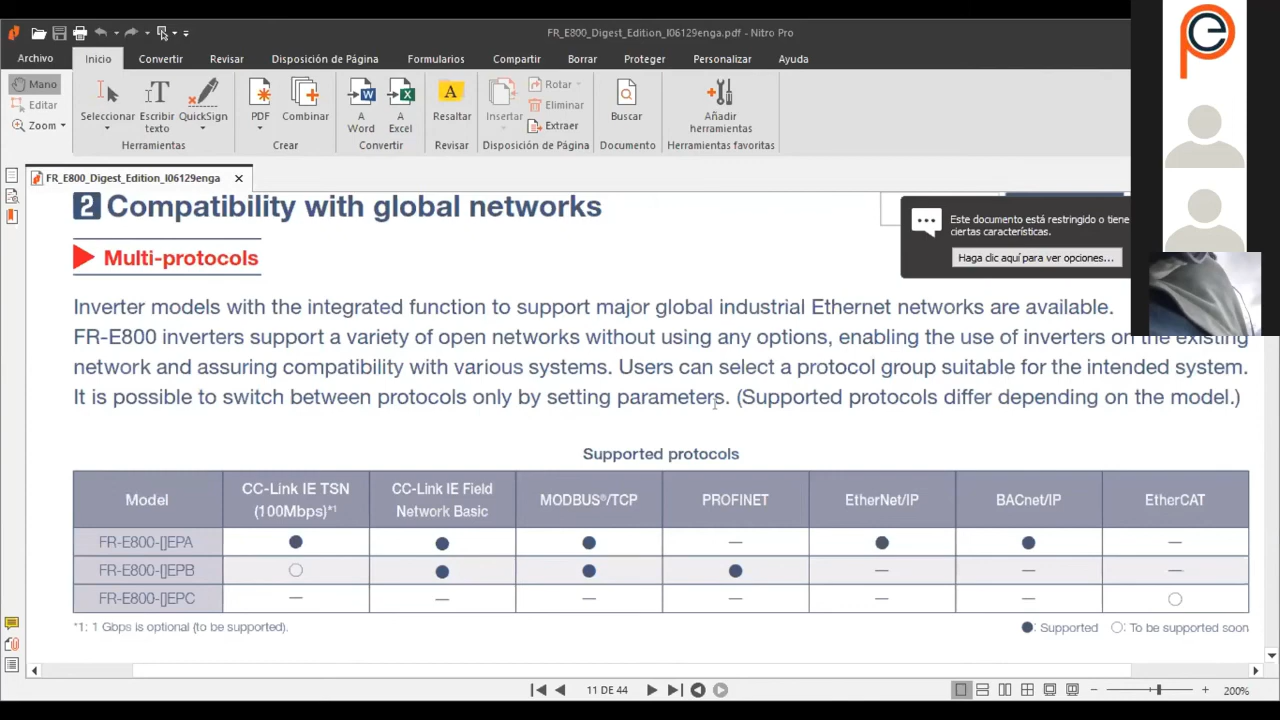 FR_E800_Digest_Edition_I06129enga.pdf - Nitro Pro
Archivo Inicio Convertir Revisar Disposición de Página Formularios Compartir Borrar Proteger Personalizar Ayuda
Mano
Editar
Zoom
Seleccionar
Escribir texto
QuickSign
Herramientas
PDF
Combinar
Crear
A Word
A Excel
Convertir
Resaltar
Revisar
Insertar
Rotar
Eliminar
Extraer
Disposición de Página
Buscar
Documento
Añadir herramientas
Herramientas favoritas
FR_E800_Digest_Edition_I06129enga
Este documento está restringido o tiene
ciertas características.
Haga clic aquí para ver opciones...
2 Compatibility with global networks
Multi-protocols
Inverter models with the integrated function to support major global industrial Ethernet networks are available.
FR-E800 inverters support a variety of open networks without using any options, enabling the use of inverters on the existing
network and assuring compatibility with various systems. Users can select a protocol group suitable for the intended system.
It is possible to switch between protocols only by setting parameters. (Supported protocols differ depending on the model.)
Supported protocols
Model CC-Link IE TSN (100Mbps)*1 CC-Link IE Field Network Basic MODBUS®/TCP PROFINET EtherNet/IP BACnet/IP EtherCAT
FR-E800-[]EPA ● ● ● — ● ● —
FR-E800-[]EPB ○ ● ● ● — — —
FR-E800-[]EPC — — — — — — ○
*1: 1 Gbps is optional (to be supported).
●: Supported ○: To be supported soon
11 DE 44
200%